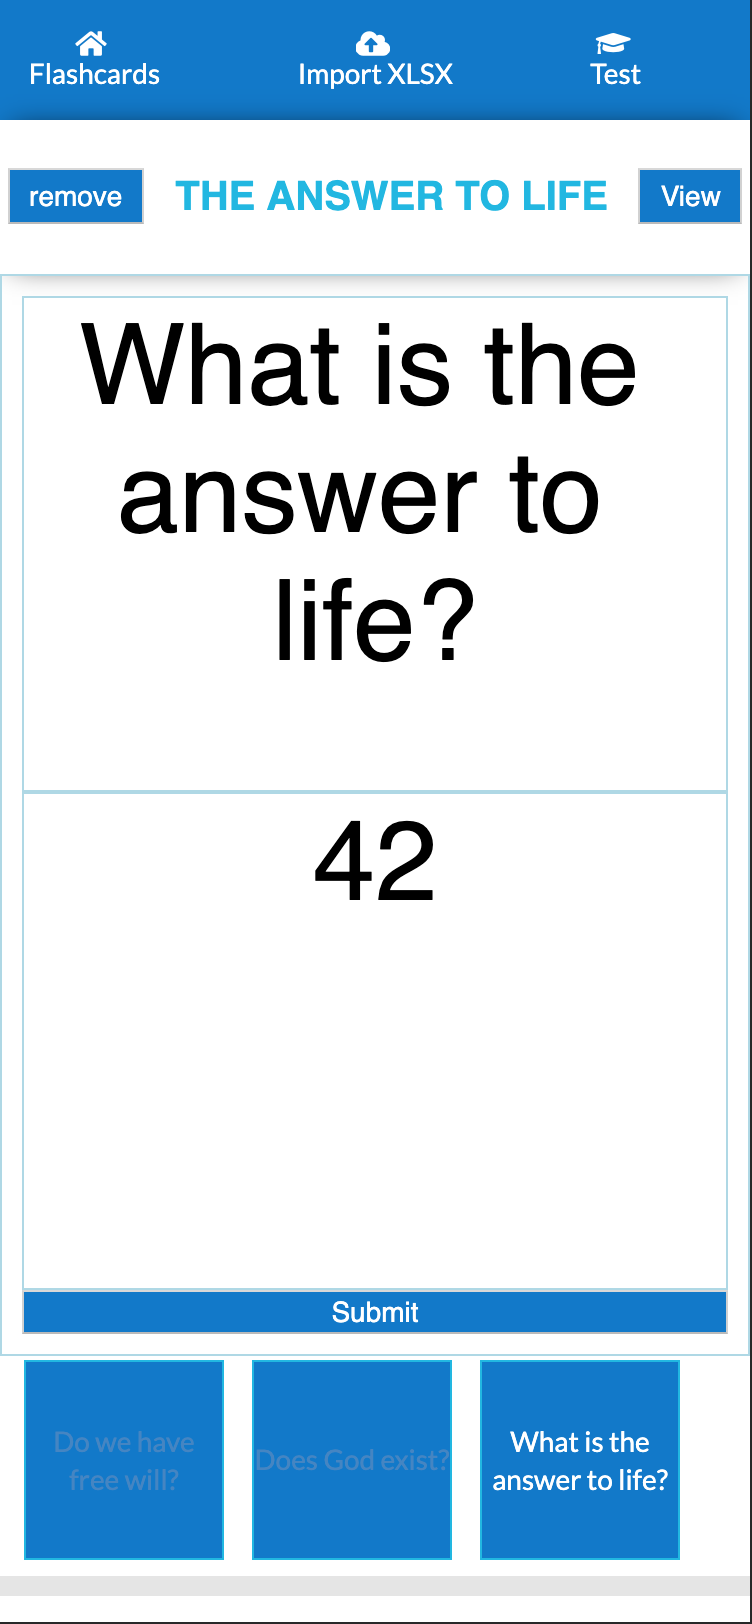 Flashcards
Import XLSX
Test
remove
THE ANSWER TO LIFE
View
What is the
answer to
life?
42
Submit
Do we have
free will?
Does God exist?
What is the
answer to life?